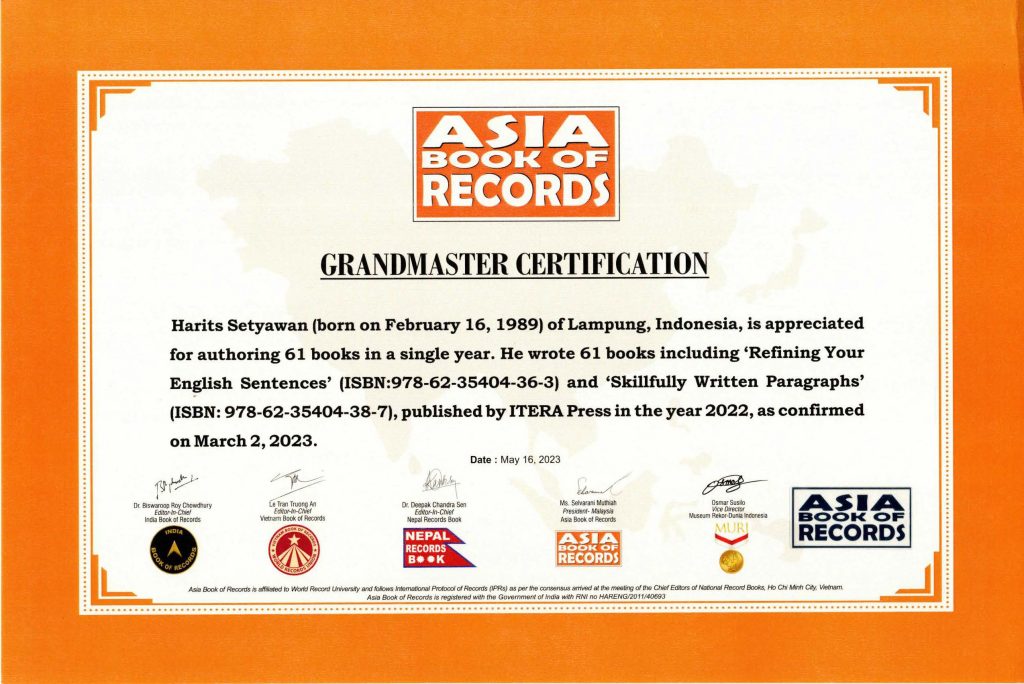 ASIA
BOOK OF
RECORDS
GRANDMASTER CERTIFICATION
Harits Setyawan (born on February 16, 1989) of Lampung, Indonesia, is appreciated
for authoring 61 books in a single year. He wrote 61 books including ‘Refining Your
English Sentences’ (ISBN:978-62-35404-36-3) and ‘Skillfully Written Paragraphs’
(ISBN: 978-62-35404-38-7), published by ITERA Press in the year 2022, as confirmed
on March 2, 2023.
Date : May 16, 2023
Dr. Biswaroop Roy Chowdhury
Editor-In-Chief
India Book of Records
INDIA
BOOK OF RECORDS
Le Tran Truong An
Editor-In-Chief
Vietnam Book of Records
Dr. Deepak Chandra Sen
Editor-In-Chief
Nepal Records Book
NEPAL
RECORDS
B**K
Ms. Selvarani Muthiah
President- Malaysia
Asia Book of Records
ASIA
BOOK OF
RECORDS
Osmar Susilo
Vice Director
Museum Rekor-Dunia Indonesia
MURI
ASIA
BOOK OF
RECORDS
Asia Book of Records is affiliated to World Record University and follows International Protocol of Records (IPRs) as per the consensus arrived at the meeting of the Chief Editors of National Record Books, Ho Chi Minh City, Vietnam.
Asia Book of Records is registered with the Government of India with RNI no HARENG/2011/40693